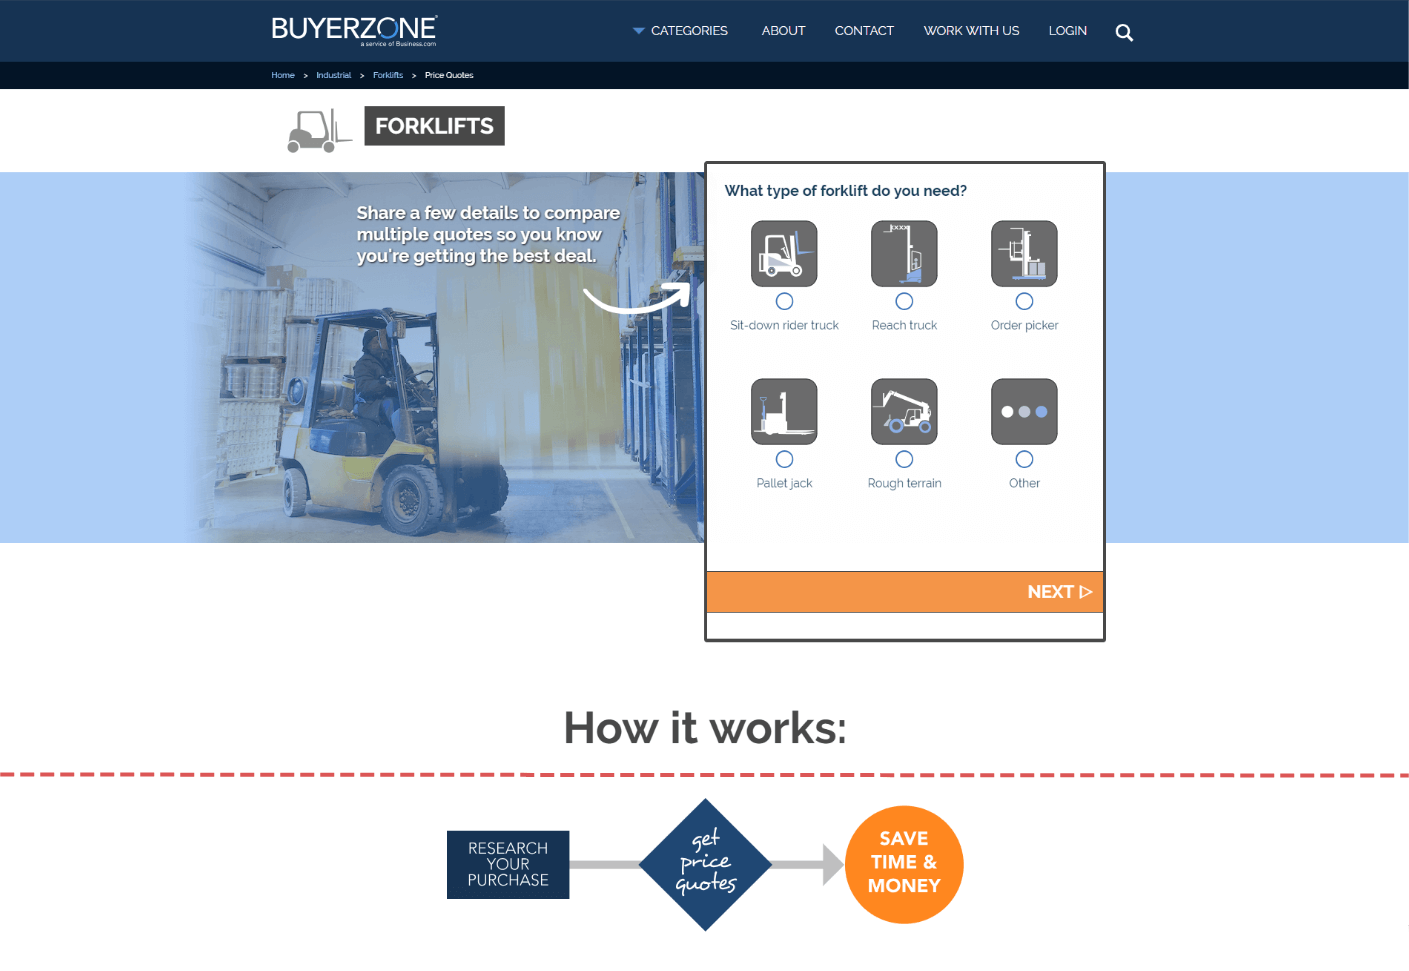 BUYERZONE®
a service of Business.com
CATEGORIES ABOUT CONTACT WORK WITH US LOGIN
Home > Industrial > Forklifts > Price Quotes
FORKLIFTS
Share a few details to compare
multiple quotes so you know
you're getting the best deal.
What type of forklift do you need?
Sit-down rider truck Reach truck Order picker
Pallet jack Rough terrain Other
NEXT
How it works:
RESEARCH
YOUR
PURCHASE
get
price
quotes
SAVE
TIME &
MONEY